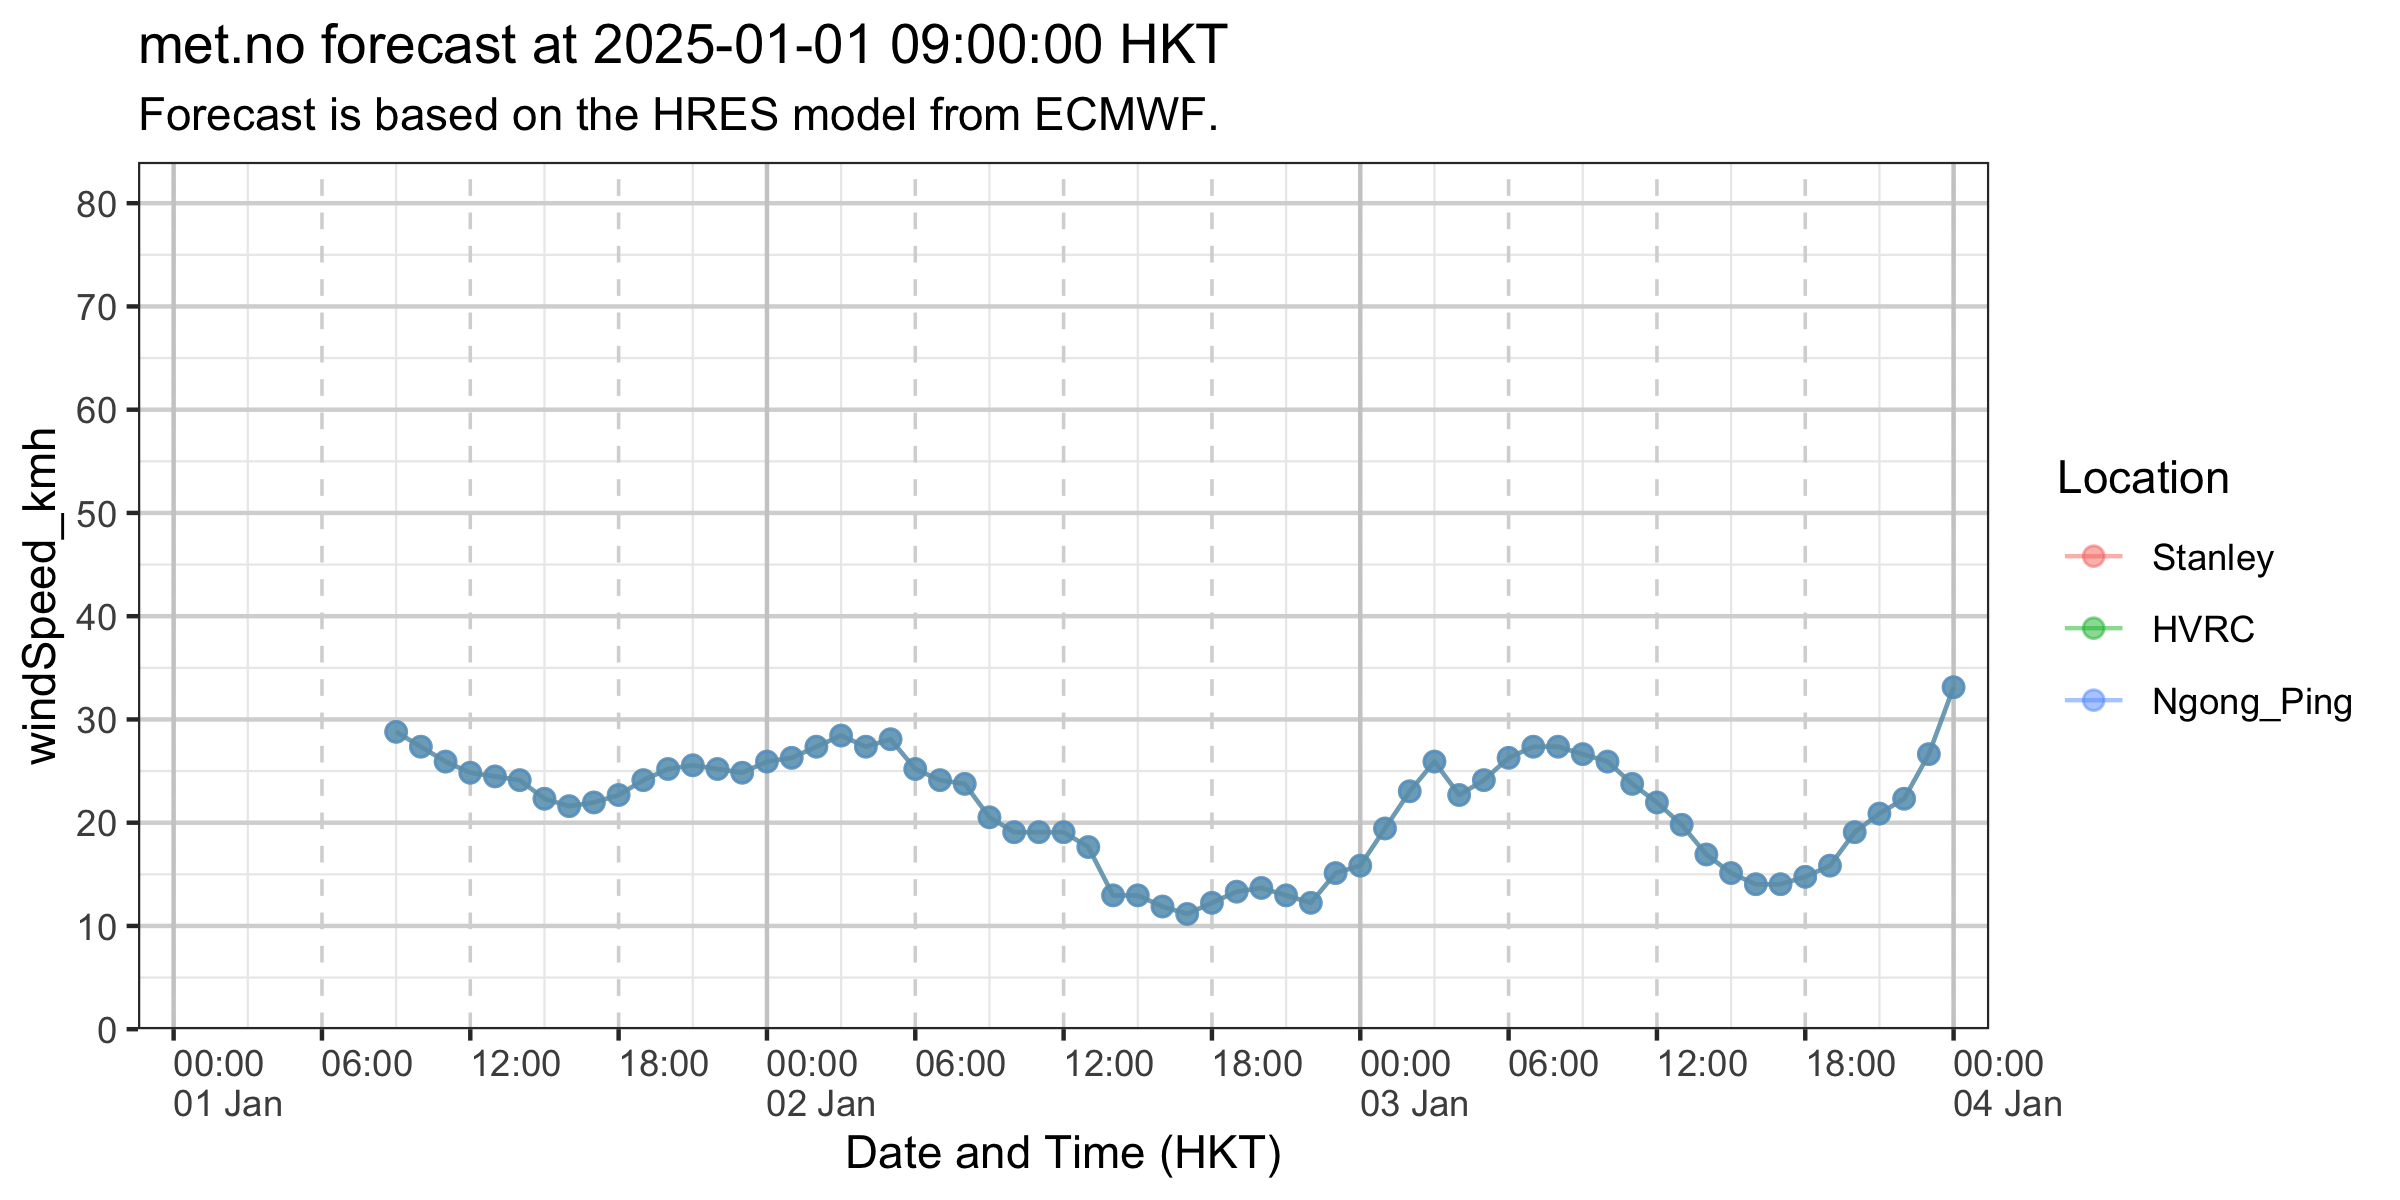 met.no forecast at 2025-01-01 09:00:00 HKT
Forecast is based on the HRES model from ECMWF.
windSpeed_kmh
80
70
60
50
40
30
20
10
0
00:00 06:00 12:00 18:00 00:00 06:00 12:00 18:00 00:00 06:00 12:00 18:00 00:00
01 Jan 02 Jan 03 Jan 04 Jan
Date and Time (HKT)
Location
Stanley
HVRC
Ngong_Ping